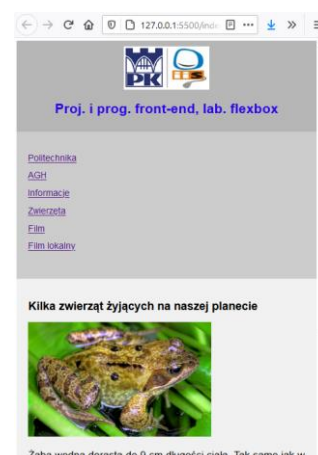 127.0.0.1:5500/inde
PK
Proj. i prog. front-end, lab. flexbox
Politechnika
AGH
Informacje
Zwierzeta
Film
Film lokalny
Kilka zwierząt żyjących na naszej planecie
Żaba wodna dorasta do 9 cm długości ciała. Tak samo jak w